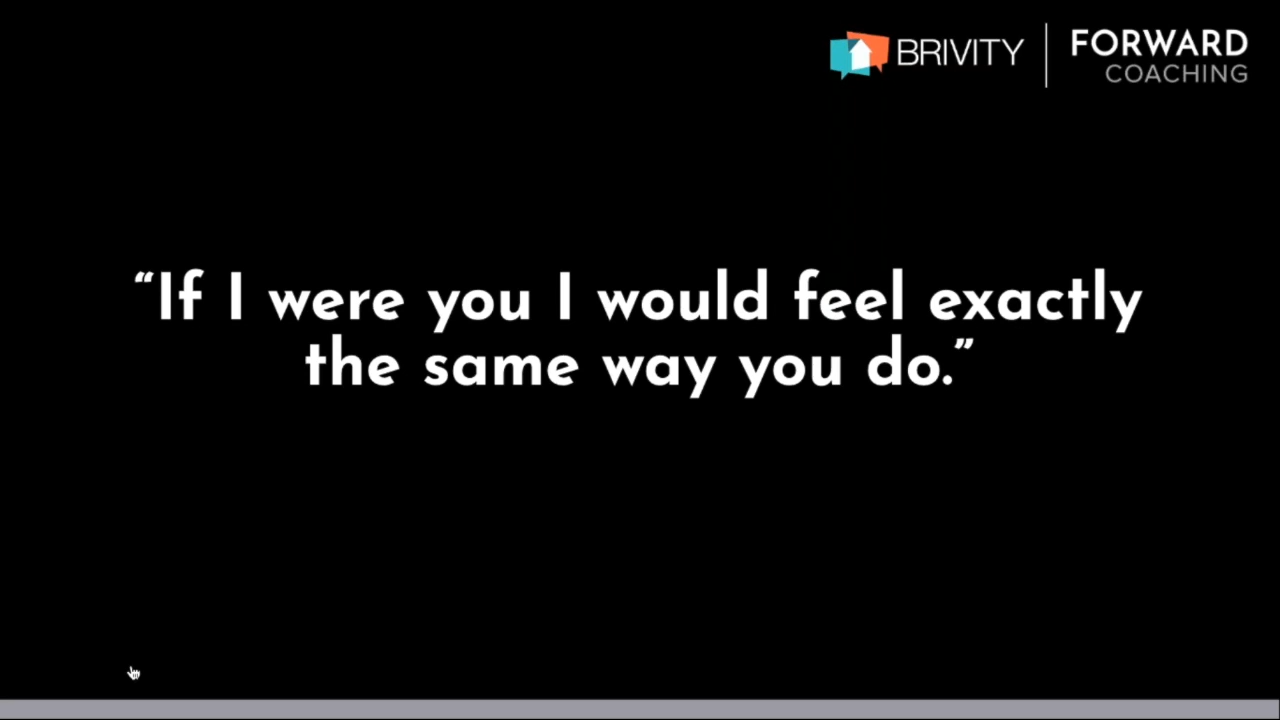 BRIVITY
FORWARD
COACHING
“If I were you I would feel exactly
the same way you do.”